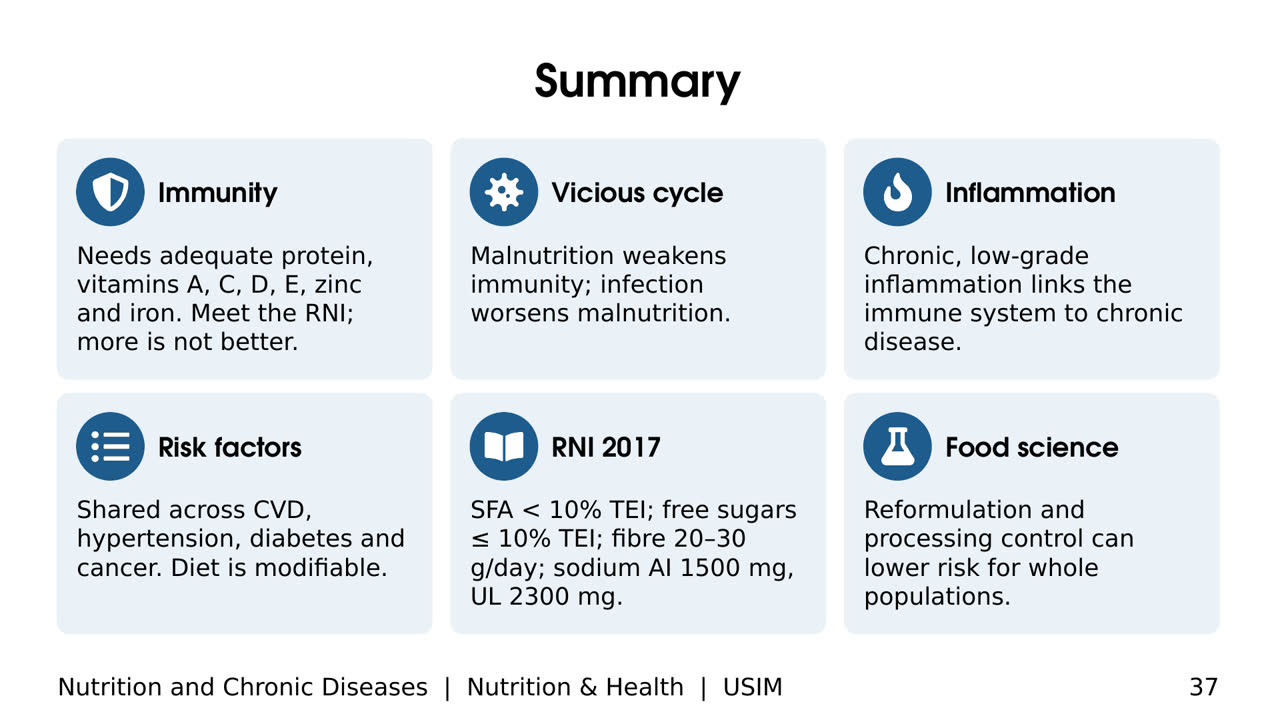 Summary
Immunity
Needs adequate protein,
vitamins A, C, D, E, zinc
and iron. Meet the RNI;
more is not better.
Vicious cycle
Malnutrition weakens
immunity; infection
worsens malnutrition.
Inflammation
Chronic, low-grade
inflammation links the
immune system to chronic
disease.
Risk factors
Shared across CVD,
hypertension, diabetes and
cancer. Diet is modifiable.
RNI 2017
SFA < 10% TEI; free sugars
≤ 10% TEI; fibre 20–30
g/day; sodium AI 1500 mg,
UL 2300 mg.
Food science
Reformulation and
processing control can
lower risk for whole
populations.
Nutrition and Chronic Diseases | Nutrition & Health | USIM
37